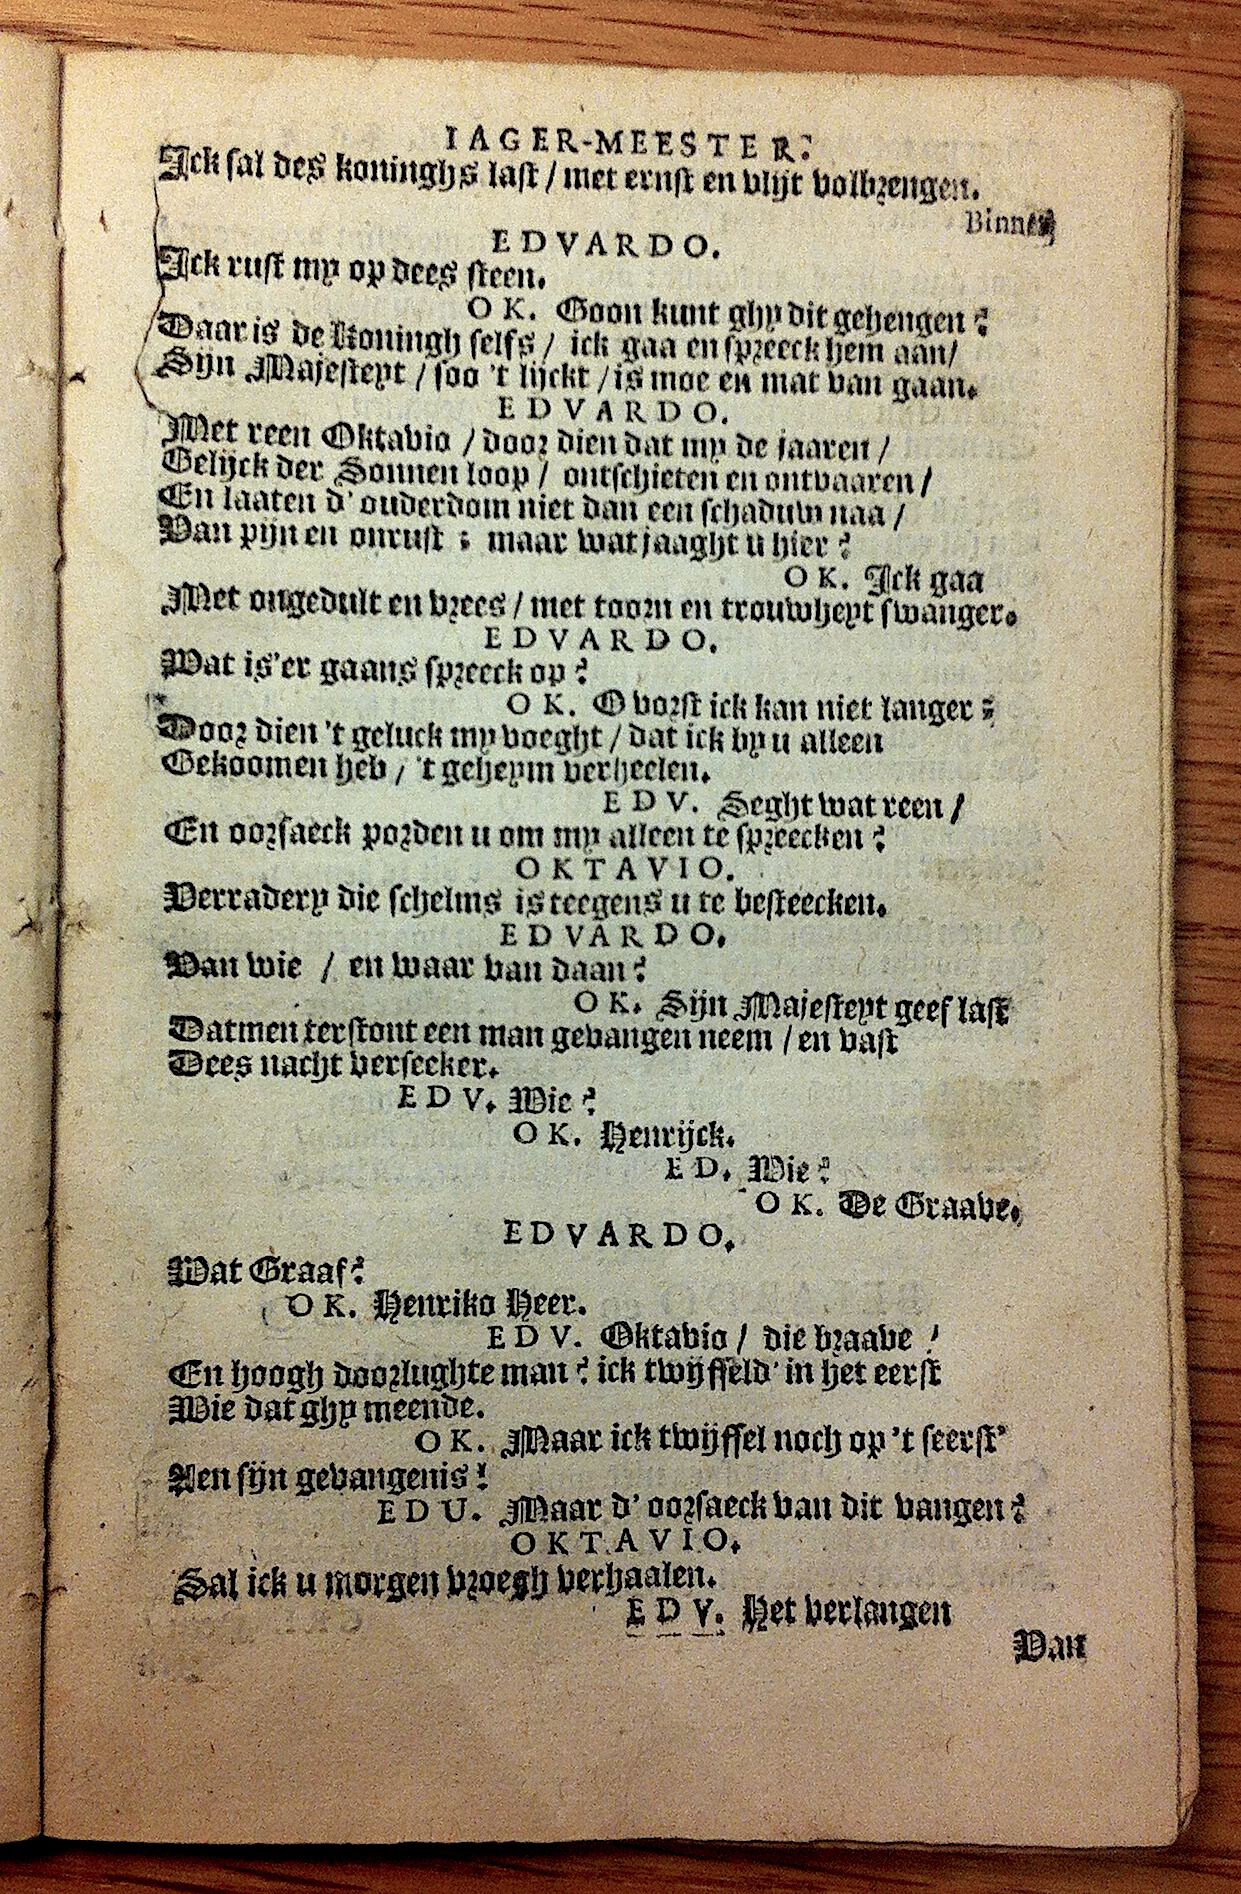 IAGER-MEESTER.
Ick sal des koninghs last / met ernst en vlijt volbrengen.
Binnen
EDVARDO.
Ick rust my op dees steen.
OK. Goon kunt ghy dit gehengen?
Daar is de Koningh selfs / ick gaa en spreeck hem aan /
Sijn Majesteyt / soo 't lijckt / is moe en mat van gaan.
EDVARDO.
Met reen Oktavio / door dien dat my de jaaren /
Gelijck der Sonnen loop / ontschieten en ontvaaren /
En laaten d' ouderdom niet dan een schaduw naa /
Van pijn en onrust; maar wat jaaght u hier?
OK. Ick gaa
Met ongedult en vrees / met toorn en trouwheyt swanger.
EDVARDO.
Wat is'er gaans spreeck op?
OK. O vorst ick kan niet langer;
Door dien 't geluck my voeght / dat ick by u alleen
Gekoomen heb / 't geheym verheelen.
EDV. Seght wat reen /
En oorsaeck porden u om my alleen te spreecken?
OKTAVIO.
Verradery die schelms is teegens u te besteecken.
EDVARDO.
Van wie / en waar van daan?
OK. Sijn Majesteyt geef last
Datmen terstont een man gevangen neem / en vast
Dees nacht verseeker.
EDV. Wie?
OK. Henrijck.
ED. Wie?
OK. De Graave.
EDVARDO.
Wat Graaf?
OK. Henriko Heer.
EDV. Oktavio / die braave!
En hoogh doorlughte man? ick twijffeld' in het eerst
Wie dat ghy meende.
OK. Maar ick twijffel noch op 't seerst'
Aen sijn gevangenis!
EDU. Maar d' oorsaeck van dit vangen?
OKTAVIO.
Sal ick u morgen vroegh verhaalen.
EDV. Het verlangen
Van